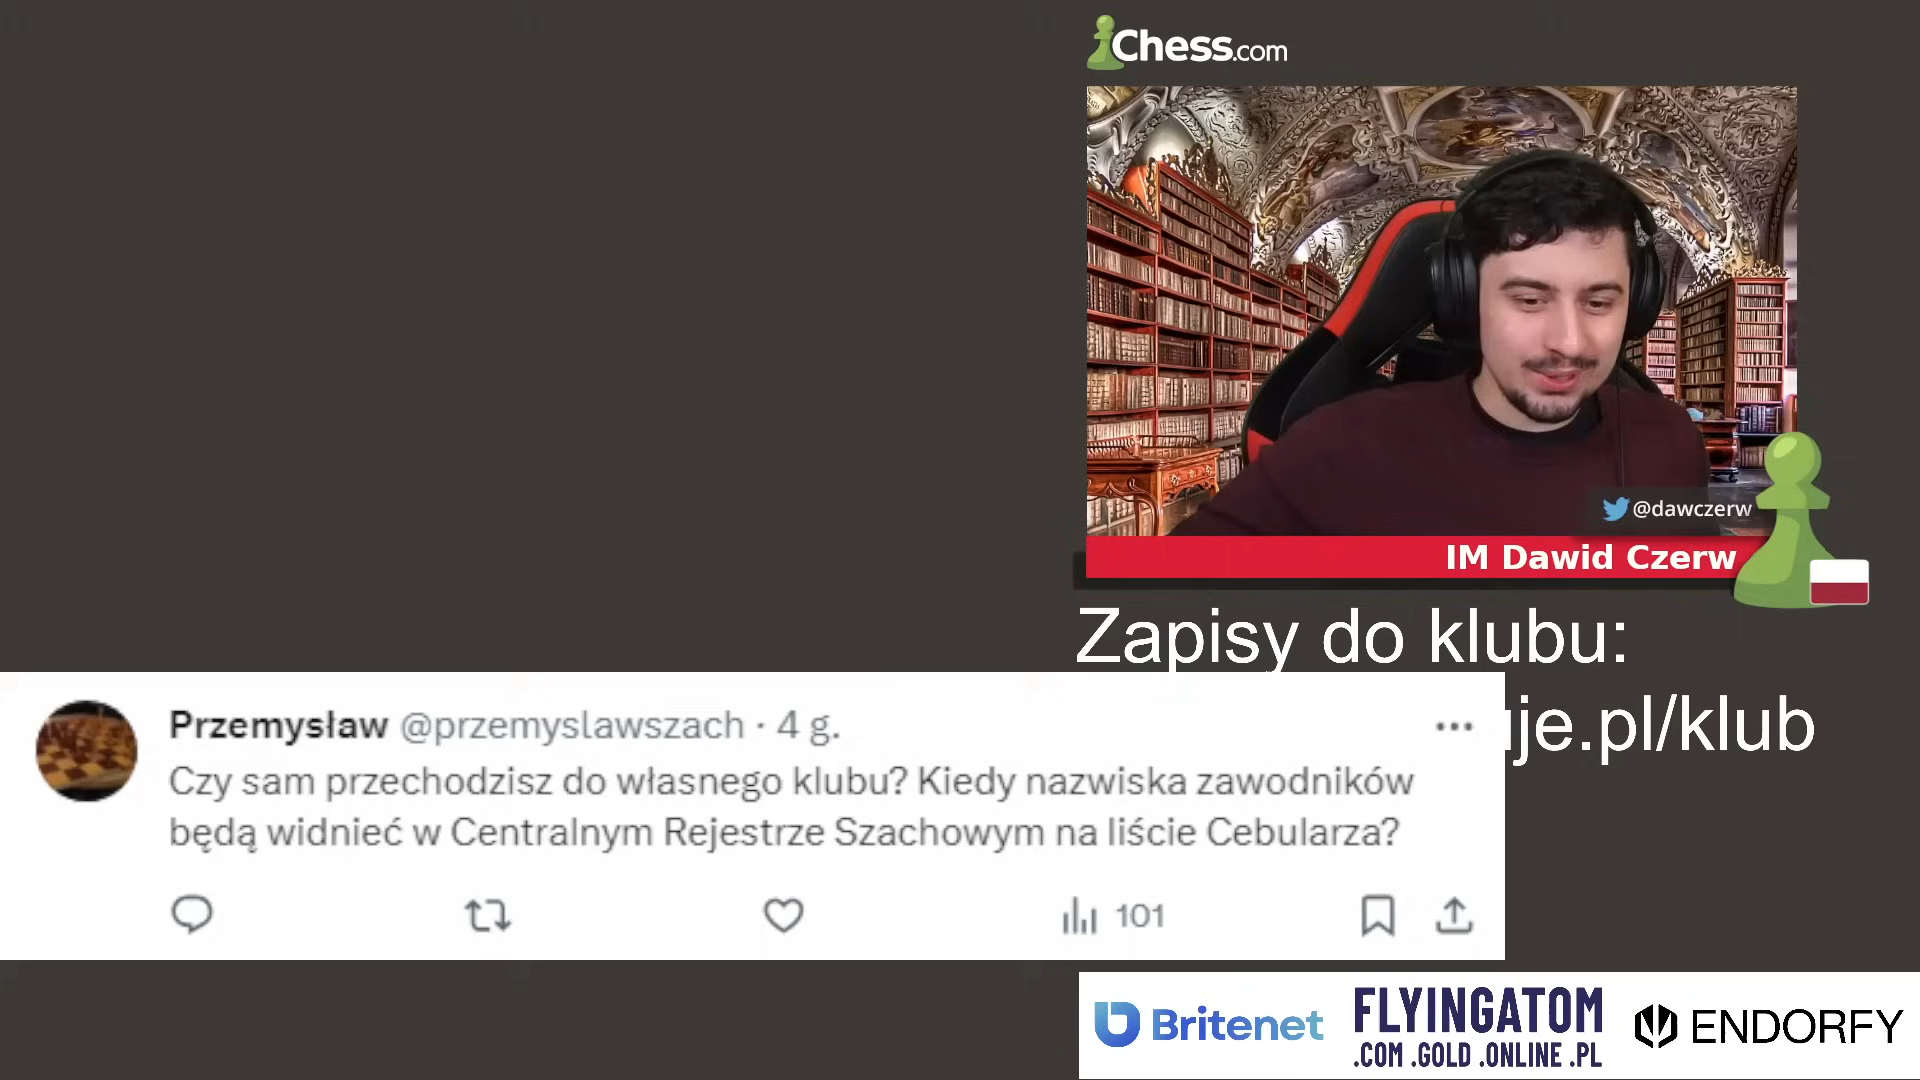 Chess.com
@dawczerw
IM Dawid Czerw
Zapisy do klubu:
je.pl/klub
Przemysław @przemyslawszach · 4 g.
Czy sam przechodzisz do własnego klubu? Kiedy nazwiska zawodników
będą widnieć w Centralnym Rejestrze Szachowym na liście Cebularza?
101
Britenet
FLYINGATOM
.COM .GOLD .ONLINE .PL
ENDORFY